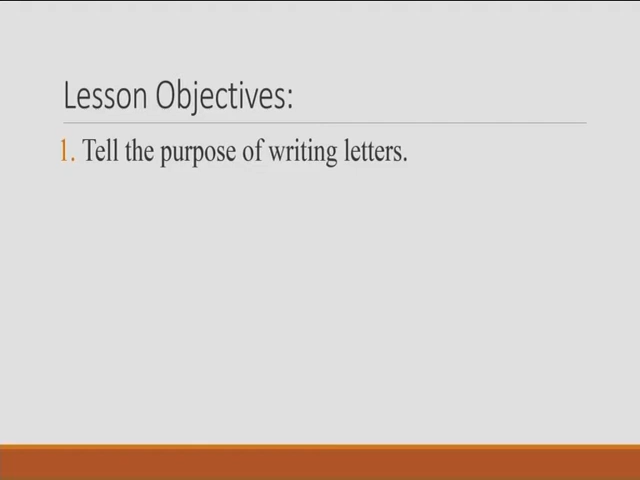 Lesson Objectives:
1. Tell the purpose of writing letters.